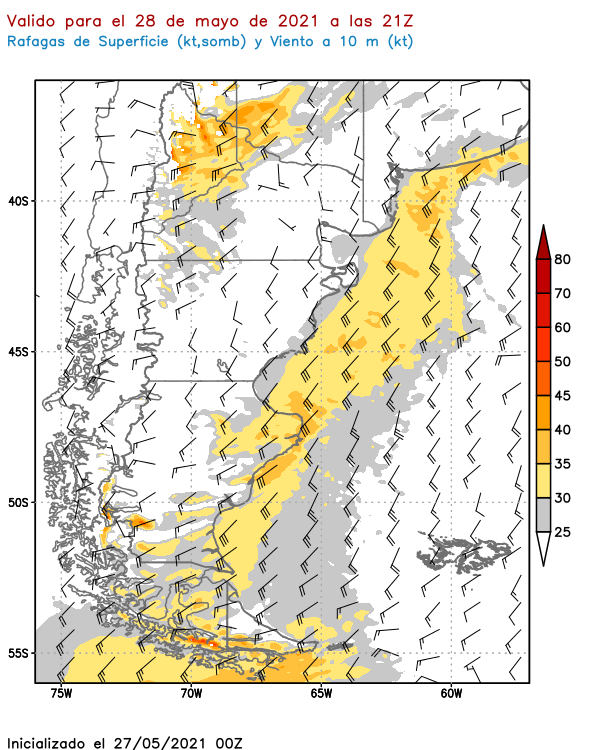 Valido para el 28 de mayo de 2021 a las 21Z
Rafagas de Superficie (kt,somb) y Viento a 10 m (kt)
40S
45S
50S
55S
75W 70W 65W 60W
80
70
60
50
45
40
35
30
25
Inicializado el 27/05/2021 00Z